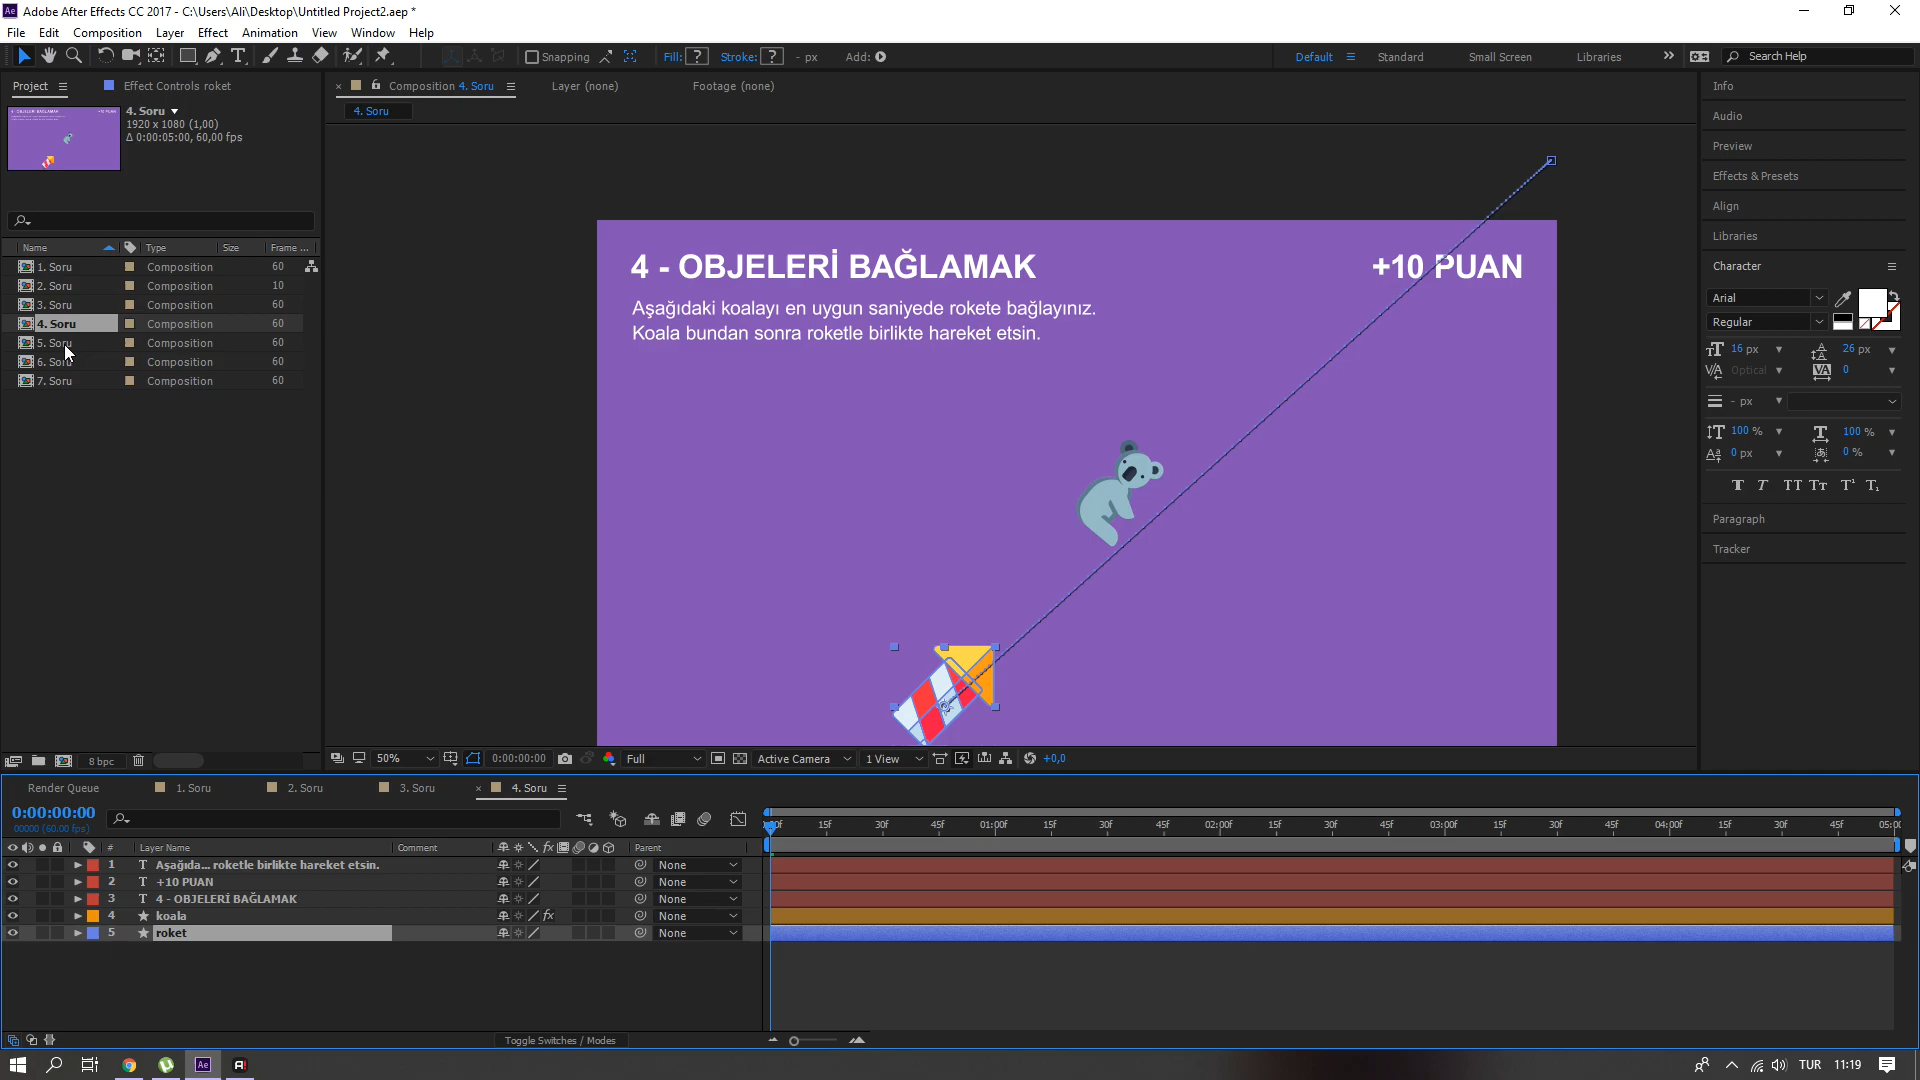 Adobe After Effects CC 2017 - C:\Users\Ali\Desktop\Untitled Project2.aep *
File Edit Composition Layer Effect Animation View Window Help
Snapping Fill: ? Stroke: ? - px Add: Default Standard Small Screen Libraries Search Help
Project Effect Controls roket
4. Soru
1920 x 1080 (1,00)
Δ 0:00:05:00, 60,00 fps
Name Type Size Frame ...
1. Soru Composition 60
2. Soru Composition 10
3. Soru Composition 60
4. Soru Composition 60
5. Soru Composition 60
6. Soru Composition 60
7. Soru Composition 60
8 bpc
Composition 4. Soru Layer (none) Footage (none)
4. Soru
4 - OBJELERİ BAĞLAMAK +10 PUAN
Aşağıdaki koalayı en uygun saniyede rokete bağlayınız.
Koala bundan sonra roketle birlikte hareket etsin.
50% 0:00:00:00 Full Active Camera 1 View +0,0
Info
Audio
Preview
Effects & Presets
Align
Libraries
Character
Arial
Regular
16 px 26 px
Optical 0
- px
100 % 100 %
0 px 0 %
Paragraph
Tracker
Render Queue 1. Soru 2. Soru 3. Soru 4. Soru
0:00:00:00
00000 (60.00 fps)
:00f 15f 30f 45f 01:00f 15f 30f 45f 02:00f 15f 30f 45f 03:00f 15f 30f 45f 04:00f 15f 30f 45f 05:00
# Layer Name Comment fx Parent
1 T Aşağıda... roketle birlikte hareket etsin. None
2 T +10 PUAN None
3 T 4 - OBJELERİ BAĞLAMAK None
4 koala fx None
5 roket None
Toggle Switches / Modes
Ae TUR 11:19